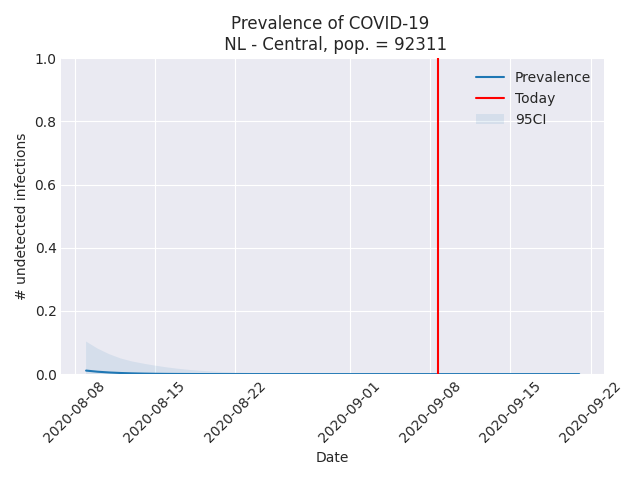 Prevalence of COVID-19
NL - Central, pop. = 92311
1.0
0.8
0.6
0.4
0.2
0.0
# undetected infections
Prevalence
Today
95CI
2020-08-08
2020-08-15
2020-08-22
2020-09-01
2020-09-08
2020-09-15
2020-09-22
Date